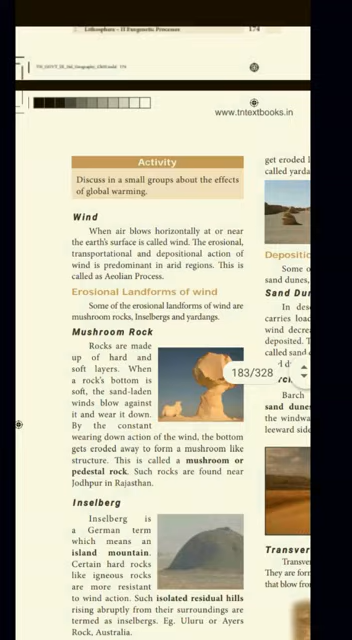 Lithosphere – II Exogenetic Processes
174
www.tntextbooks.in
Activity
Discuss in a small groups about the effects
of global warming.
Wind
When air blows horizontally at or near
the earth's surface is called wind. The erosional,
transportational and depositional action of
wind is predominant in arid regions. This is
called as Aeolian Process.
Erosional Landforms of wind
Some of the erosional landforms of wind are
mushroom rocks, Inselbergs and yardangs.
Mushroom Rock
Rocks are made
up of hard and
soft layers. When
a rock's bottom is
soft, the sand-laden
winds blow against
it and wear it down.
By the constant
wearing down action of the wind, the bottom
gets eroded away to form a mushroom like
structure. This is called a mushroom or
pedestal rock. Such rocks are found near
Jodhpur in Rajasthan.
Inselberg
Inselberg is
a German term
which means an
island mountain.
Certain hard rocks
like igneous rocks
are more resistant
to wind action. Such isolated residual hills
rising abruptly from their surroundings are
termed as inselbergs. Eg. Uluru or Ayers
Rock, Australia.
get eroded
called yarda
Depositic
Some o
sand dunes,
Sand Dun
In des
carries load
wind decrea
deposited. T
called sand
183/328
Barch
sand dunes
the windwa
leeward side
Transver
Transve
They are form
that blow fro